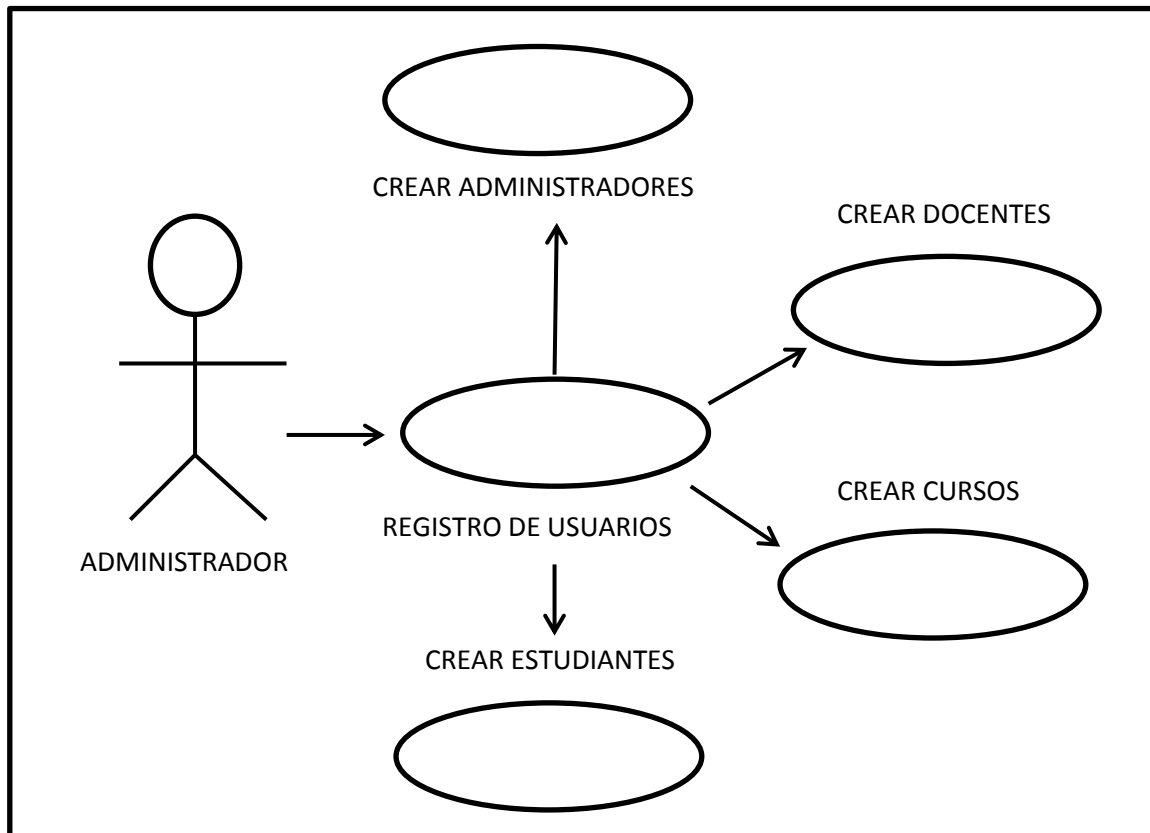 CREAR ADMINISTRADORES
CREAR DOCENTES
CREAR CURSOS
REGISTRO DE USUARIOS
ADMINISTRADOR
CREAR ESTUDIANTES